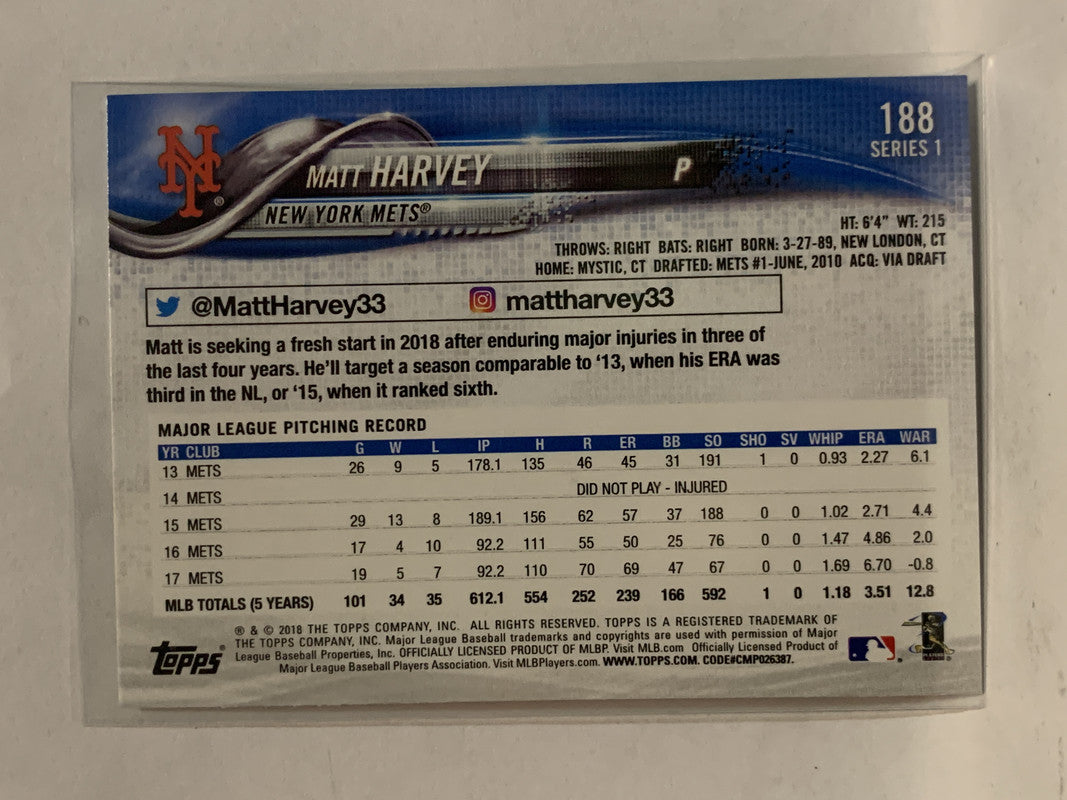 188
SERIES 1
NY
®
MATT HARVEY P
NEW YORK METS®
HT: 6'4" WT: 215
THROWS: RIGHT BATS: RIGHT BORN: 3-27-89, NEW LONDON, CT
HOME: MYSTIC, CT DRAFTED: METS #1-JUNE, 2010 ACQ: VIA DRAFT
@MattHarvey33 mattharvey33
Matt is seeking a fresh start in 2018 after enduring major injuries in three of
the last four years. He'll target a season comparable to '13, when his ERA was
third in the NL, or '15, when it ranked sixth.
MAJOR LEAGUE PITCHING RECORD
YR CLUB G W L IP H R ER BB SO SHO SV WHIP ERA WAR
13 METS 26 9 5 178.1 135 46 45 31 191 1 0 0.93 2.27 6.1
14 METS DID NOT PLAY - INJURED
15 METS 29 13 8 189.1 156 62 57 37 188 0 0 1.02 2.71 4.4
16 METS 17 4 10 92.2 111 55 50 25 76 0 0 1.47 4.86 2.0
17 METS 19 5 7 92.2 110 70 69 47 67 0 0 1.69 6.70 -0.8
MLB TOTALS (5 YEARS) 101 34 35 612.1 554 252 239 166 592 1 0 1.18 3.51 12.8
® & © 2018 THE TOPPS COMPANY, INC. ALL RIGHTS RESERVED. TOPPS IS A REGISTERED TRADEMARK OF
THE TOPPS COMPANY, INC. Major League Baseball trademarks and copyrights are used with permission of Major
League Baseball Properties, Inc. OFFICIALLY LICENSED PRODUCT OF MLBP. Visit MLB.com Officially Licensed Product of
Major League Baseball Players Association. Visit MLBPlayers.com. WWW.TOPPS.COM. CODE#CMP026387.
Topps®